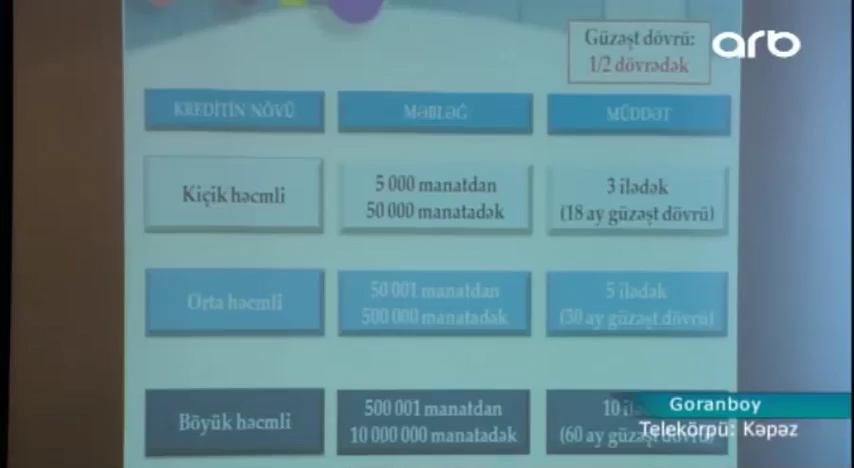 Güzəşt dövrü:
1/2 dövrədək
arb
KREDİTİN NÖVÜ
MƏBLƏĞ
MÜDDƏT
Kiçik həcmli
5 000 manatdan
50 000 manatadək
3 ilədək
(18 ay güzəşt dövrü)
Orta həcmli
50 001 manatdan
500 000 manatadək
5 ilədək
(30 ay güzəşt dövrü)
Böyük həcmli
500 001 manatdan
10 000 000 manatadək
10
(60 ay güzəşt dövrü)
Goranboy
Telekörpü: Kəpəz